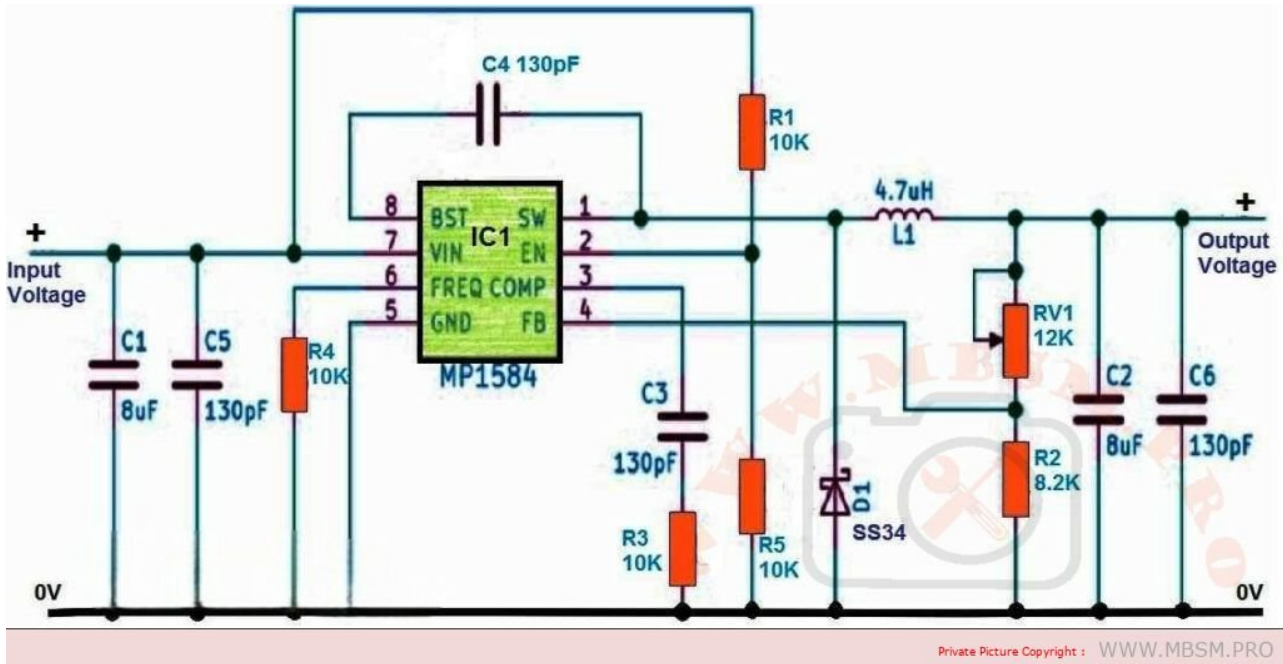 C4 130pF
R1
10K
4.7uH
L1
+
Input
Voltage
+
Output
Voltage
8 BST SW 1
IC1
7 VIN EN 2
6 FREQ COMP 3
5 GND FB 4
MP1584
C1
8uF
C5
130pF
R4
10K
C3
130pF
R3
10K
R5
10K
D1
SS34
RV1
12K
R2
8.2K
C2
8uF
C6
130pF
WWW.MBSM.PRO
0V
0V
Private Picture Copyright : WWW.MBSM.PRO